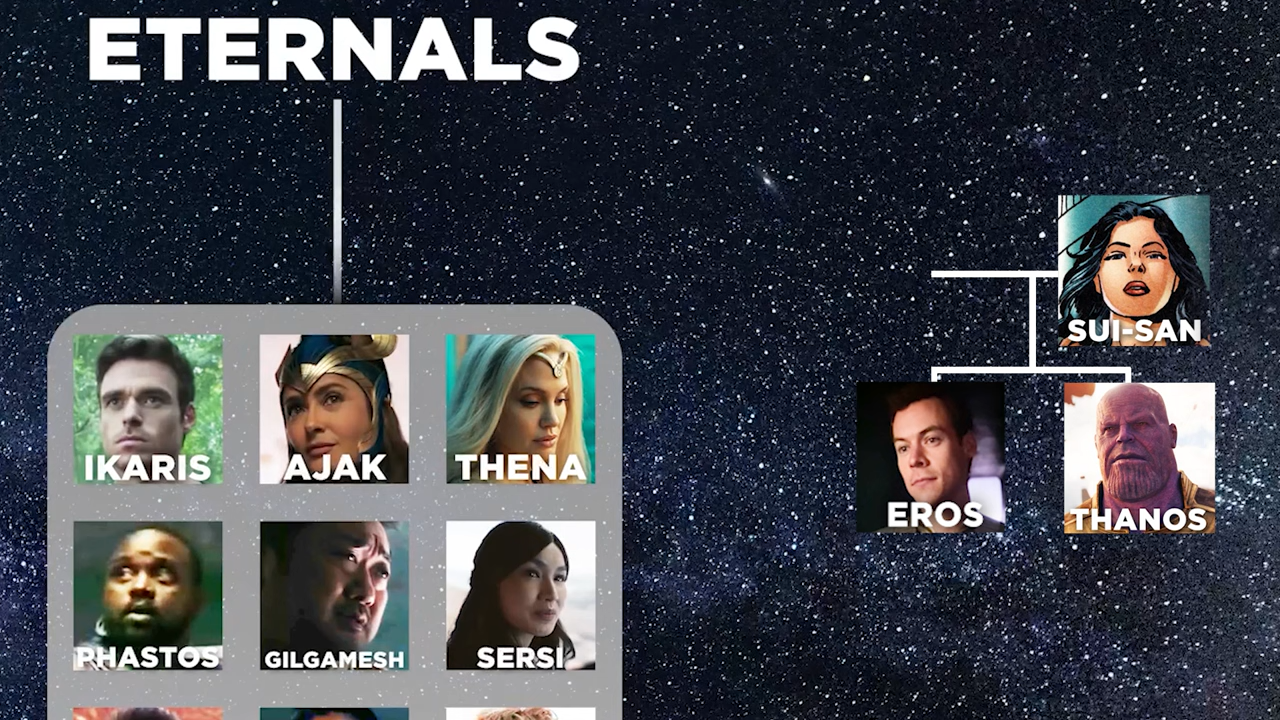 ETERNALS
SUI-SAN
IKARIS
AJAK
THENA
EROS
THANOS
PHASTOS
GILGAMESH
SERSI